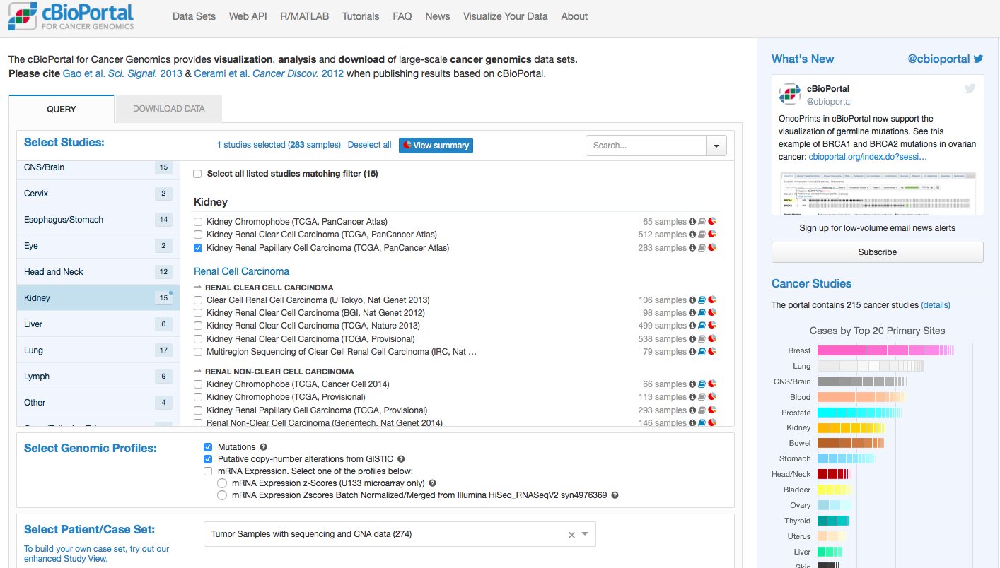 cBioPortal
FOR CANCER GENOMICS
Data Sets Web API R/MATLAB Tutorials FAQ News Visualize Your Data About
The cBioPortal for Cancer Genomics provides visualization, analysis and download of large-scale cancer genomics data sets.
Please cite Gao et al. Sci. Signal. 2013 & Cerami et al. Cancer Discov. 2012 when publishing results based on cBioPortal.
QUERY DOWNLOAD DATA
Select Studies:
1 studies selected (283 samples) Deselect all View summary
Search...
CNS/Brain 15
Cervix 2
Esophagus/Stomach 14
Eye 2
Head and Neck 12
Kidney 15
Liver 6
Lung 17
Lymph 6
Other 4
Select all listed studies matching filter (15)
Kidney
Kidney Chromophobe (TCGA, PanCancer Atlas) 65 samples
Kidney Renal Clear Cell Carcinoma (TCGA, PanCancer Atlas) 512 samples
Kidney Renal Papillary Cell Carcinoma (TCGA, PanCancer Atlas) 283 samples
Renal Cell Carcinoma
→ RENAL CLEAR CELL CARCINOMA
Clear Cell Renal Cell Carcinoma (U Tokyo, Nat Genet 2013) 106 samples
Kidney Renal Clear Cell Carcinoma (BGI, Nat Genet 2012) 98 samples
Kidney Renal Clear Cell Carcinoma (TCGA, Nature 2013) 499 samples
Kidney Renal Clear Cell Carcinoma (TCGA, Provisional) 538 samples
Multiregion Sequencing of Clear Cell Renal Cell Carcinoma (IRC, Nat ... 79 samples
→ RENAL NON-CLEAR CELL CARCINOMA
Kidney Chromophobe (TCGA, Cancer Cell 2014) 66 samples
Kidney Chromophobe (TCGA, Provisional) 113 samples
Kidney Renal Papillary Cell Carcinoma (TCGA, Provisional) 293 samples
Renal Non-Clear Cell Carcinoma (Genentech, Nat Genet 2014) 146 samples
Select Genomic Profiles:
Mutations
Putative copy-number alterations from GISTIC
mRNA Expression. Select one of the profiles below:
mRNA Expression z-Scores (U133 microarray only)
mRNA Expression Zscores Batch Normalized/Merged from Illumina HiSeq_RNASeqV2 syn4976369
Select Patient/Case Set:
Tumor Samples with sequencing and CNA data (274)
To build your own case set, try out our
enhanced Study View.
What's New @cbioportal
cBioPortal
@cbioportal
OncoPrints in cBioPortal now support the
visualization of germline mutations. See this
example of BRCA1 and BRCA2 mutations in ovarian
cancer: cbioportal.org/index.do?sessi…
BRCA1
BRCA2
Sign up for low-volume email news alerts
Subscribe
Cancer Studies
The portal contains 215 cancer studies (details)
Cases by Top 20 Primary Sites
Breast
Lung
CNS/Brain
Blood
Prostate
Kidney
Bowel
Stomach
Head/Neck
Bladder
Ovary
Thyroid
Uterus
Liver
Skin